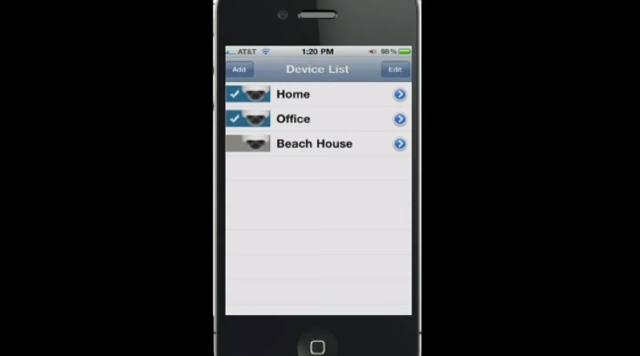 AT&T 1:20 PM 98%
Add Device List Edit
Home
Office
Beach House